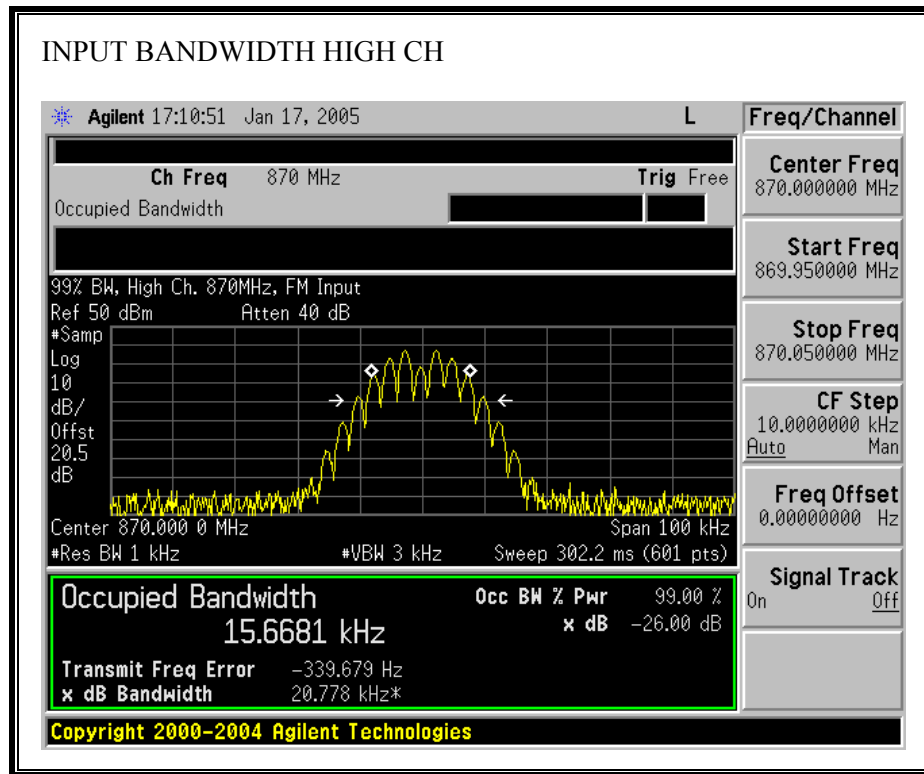 INPUT BANDWIDTH HIGH CH
Agilent 17:10:51 Jan 17, 2005 L
Freq/Channel
Ch Freq 870 MHz Trig Free
Occupied Bandwidth
Center Freq
870.000000 MHz
Start Freq
869.950000 MHz
Stop Freq
870.050000 MHz
CF Step
10.0000000 kHz
Auto Man
Freq Offset
0.00000000 Hz
Signal Track
On Off
99% BW, High Ch. 870MHz, FM Input
Ref 50 dBm Atten 40 dB
#Samp
Log
10
dB/
Offst
20.5
dB
Center 870.000 0 MHz Span 100 kHz
#Res BW 1 kHz #VBW 3 kHz Sweep 302.2 ms (601 pts)
Occupied Bandwidth Occ BW % Pwr 99.00 %
15.6681 kHz x dB -26.00 dB
Transmit Freq Error -339.679 Hz
x dB Bandwidth 20.778 kHz*
Copyright 2000-2004 Agilent Technologies